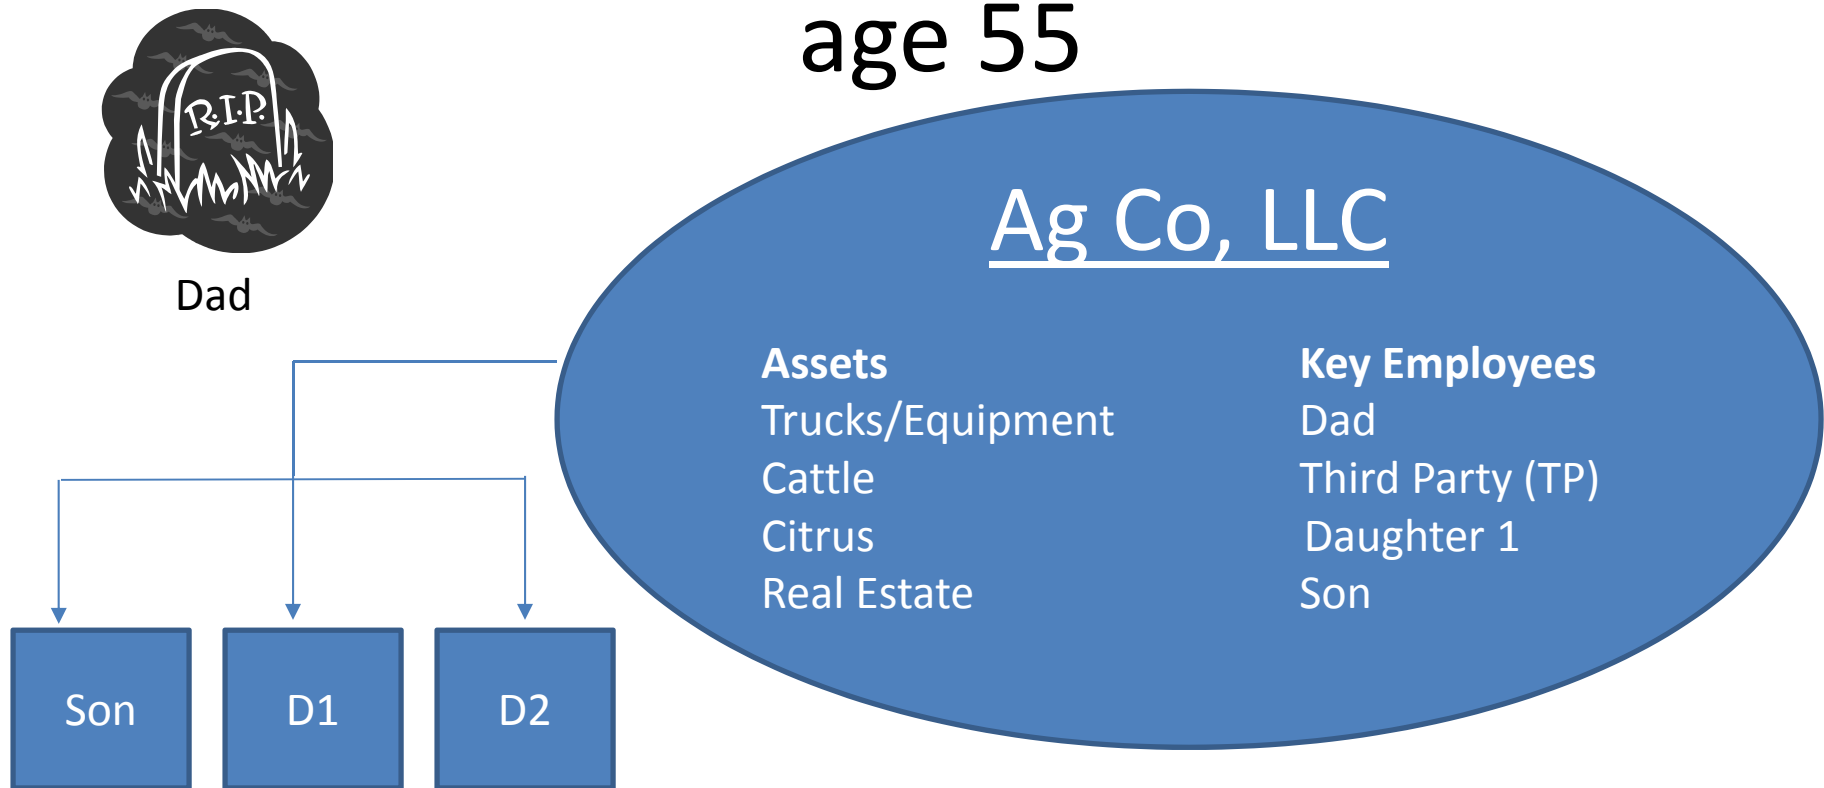 age 55
R.I.P.
Dad
Ag Co, LLC
Assets
Trucks/Equipment
Cattle
Citrus
Real Estate
Key Employees
Dad
Third Party (TP)
Daughter 1
Son
Son
D1
D2